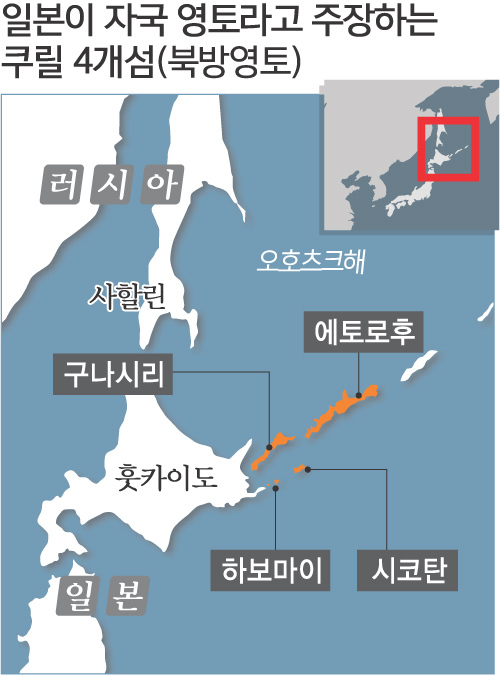 일본이 자국 영토라고 주장하는
쿠릴 4개섬(북방영토)
러시아
오호츠크해
사할린
에토로후
구나시리
홋카이도
하보마이
시코탄
일본